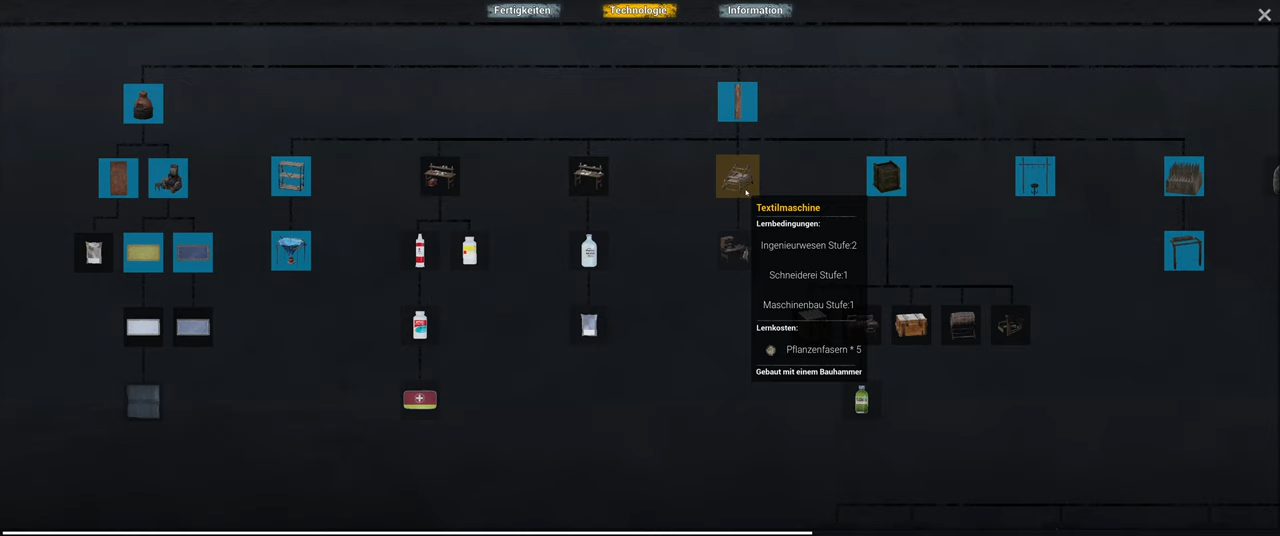 Fertigkeiten
Technologie
Information
Textilmaschine
Lernbedingungen:
Ingenieurwesen Stufe:2
Schneiderei Stufe:1
Maschinenbau Stufe:1
Lernkosten:
Pflanzenfasern * 5
Gebaut mit einem Bauhammer